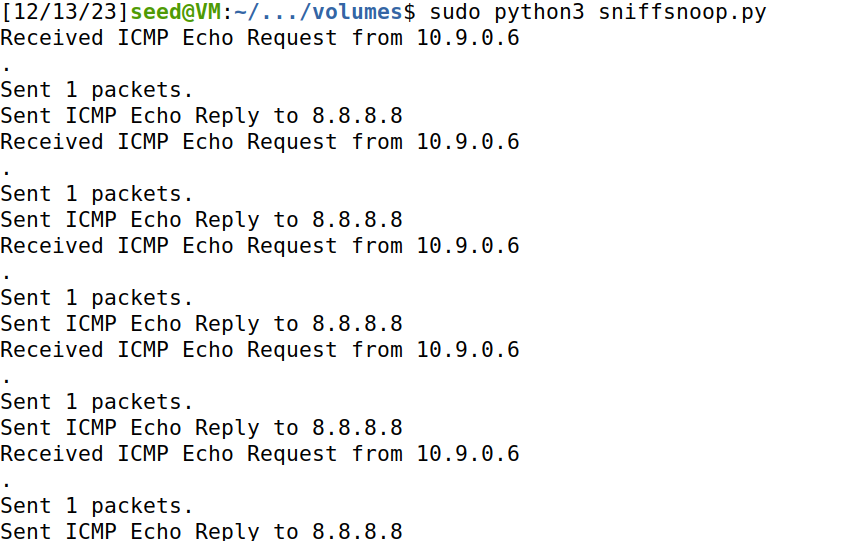 [12/13/23]seed@VM:~/.../volumes$ sudo python3 sniffsnoop.py
Received ICMP Echo Request from 10.9.0.6
.
Sent 1 packets.
Sent ICMP Echo Reply to 8.8.8.8
Received ICMP Echo Request from 10.9.0.6
.
Sent 1 packets.
Sent ICMP Echo Reply to 8.8.8.8
Received ICMP Echo Request from 10.9.0.6
.
Sent 1 packets.
Sent ICMP Echo Reply to 8.8.8.8
Received ICMP Echo Request from 10.9.0.6
.
Sent 1 packets.
Sent ICMP Echo Reply to 8.8.8.8
Received ICMP Echo Request from 10.9.0.6
.
Sent 1 packets.
Sent ICMP Echo Reply to 8.8.8.8